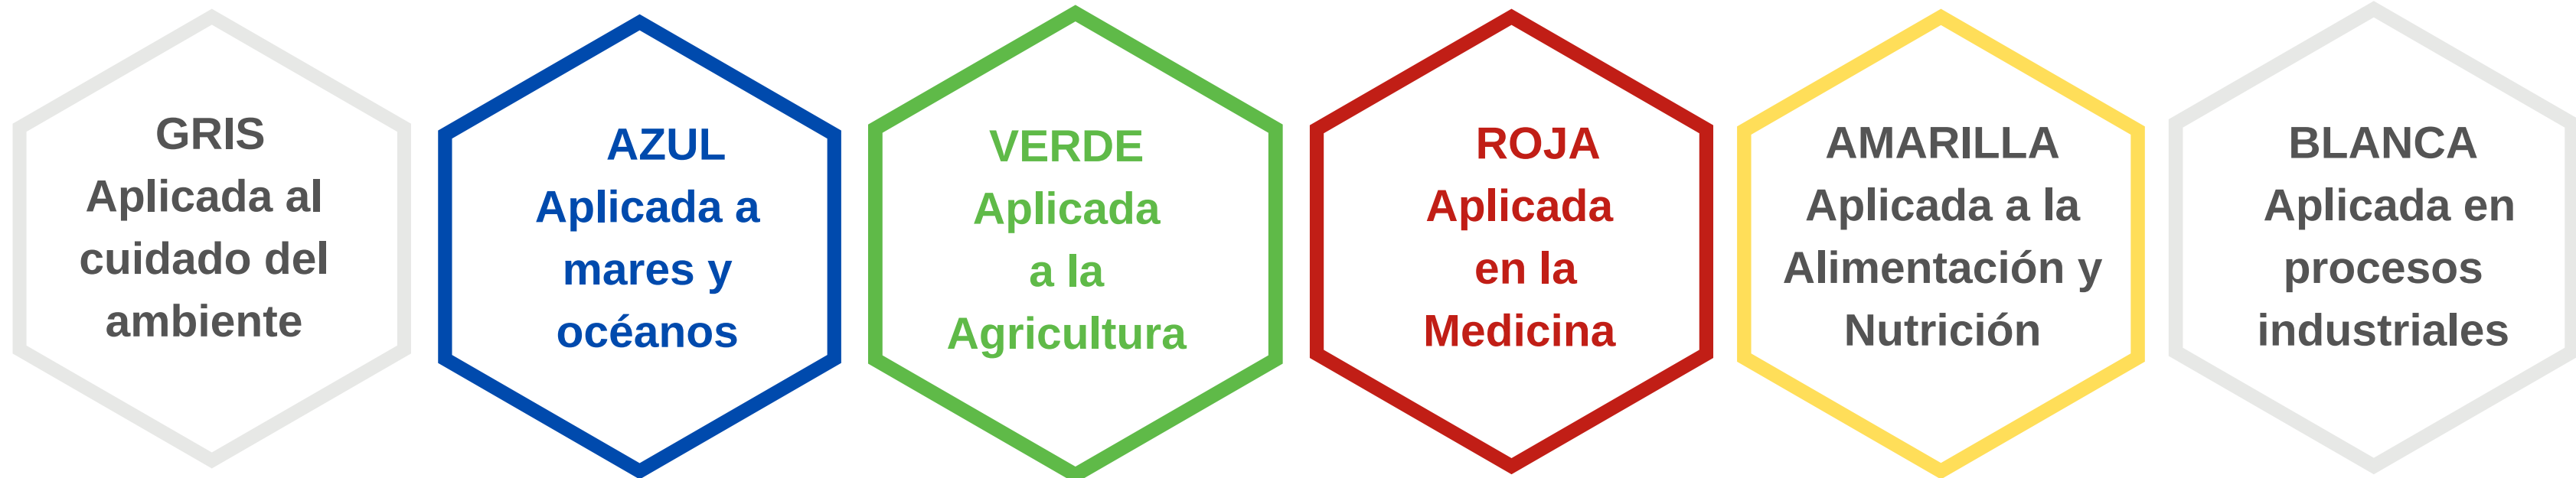 GRIS
Aplicada al
cuidado del
ambiente
AZUL
Aplicada a
mares y
océanos
VERDE
Aplicada
a la
Agricultura
ROJA
Aplicada
en la
Medicina
AMARILLA
Aplicada a la
Alimentación y
Nutrición
BLANCA
Aplicada en
procesos
industriales